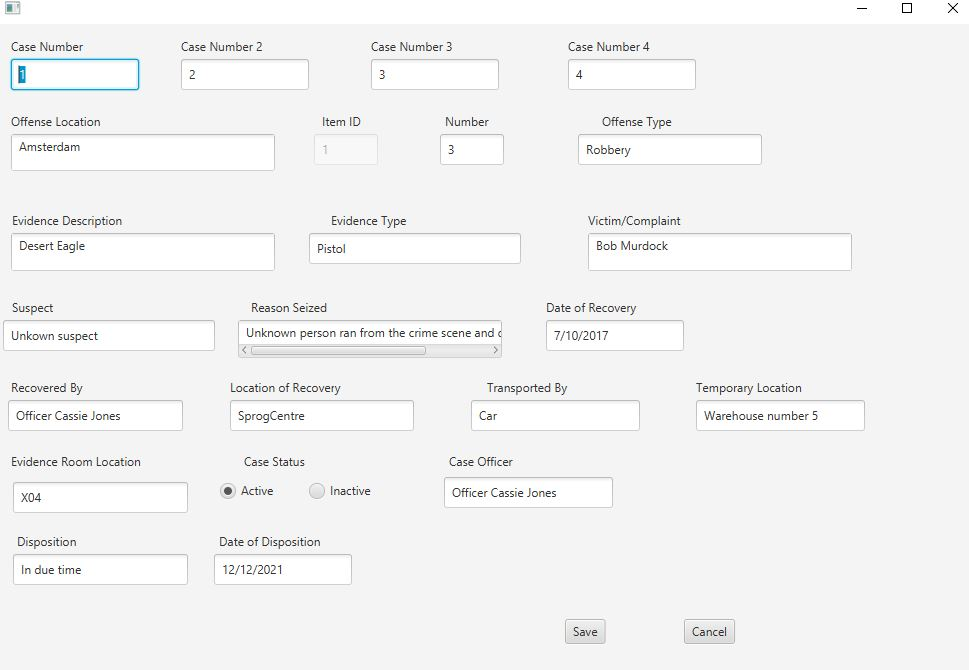 Case Number Case Number 2 Case Number 3 Case Number 4
1 2 3 4
Offense Location Item ID Number Offense Type
Amsterdam 1 3 Robbery
Evidence Description Evidence Type Victim/Complaint
Desert Eagle Pistol Bob Murdock
Suspect Reason Seized Date of Recovery
Unkown suspect Unknown person ran from the crime scene and 7/10/2017
Recovered By Location of Recovery Transported By Temporary Location
Officer Cassie Jones SprogCentre Car Warehouse number 5
Evidence Room Location Case Status Case Officer
X04 Active Inactive Officer Cassie Jones
Disposition Date of Disposition
In due time 12/12/2021
Save Cancel